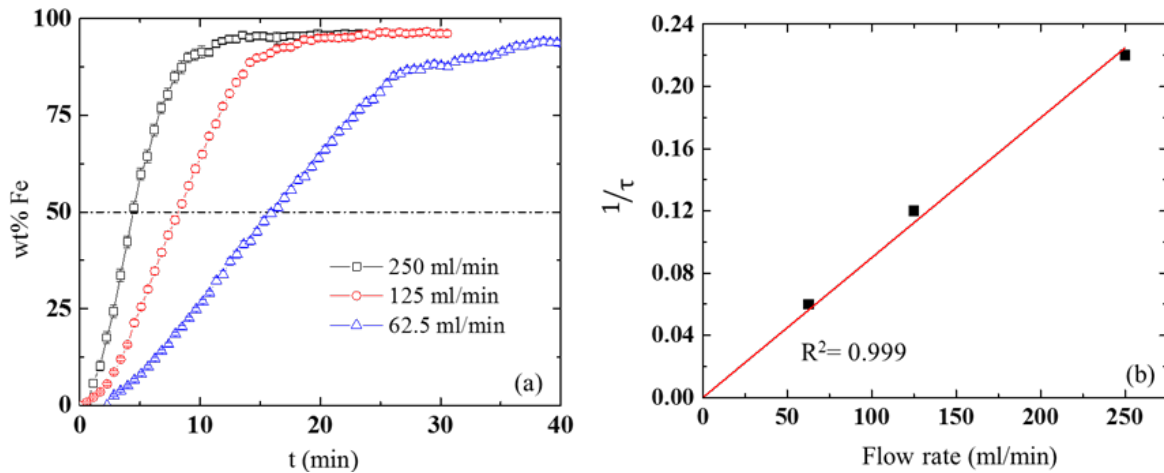 100
75
50
25
0
wt% Fe
250 ml/min
125 ml/min
62.5 ml/min
(a)
0 10 20 30 40
t (min)
0.24
0.20
0.16
0.12
0.08
0.04
0.00
1/τ
R²= 0.999
(b)
0 50 100 150 200 250
Flow rate (ml/min)